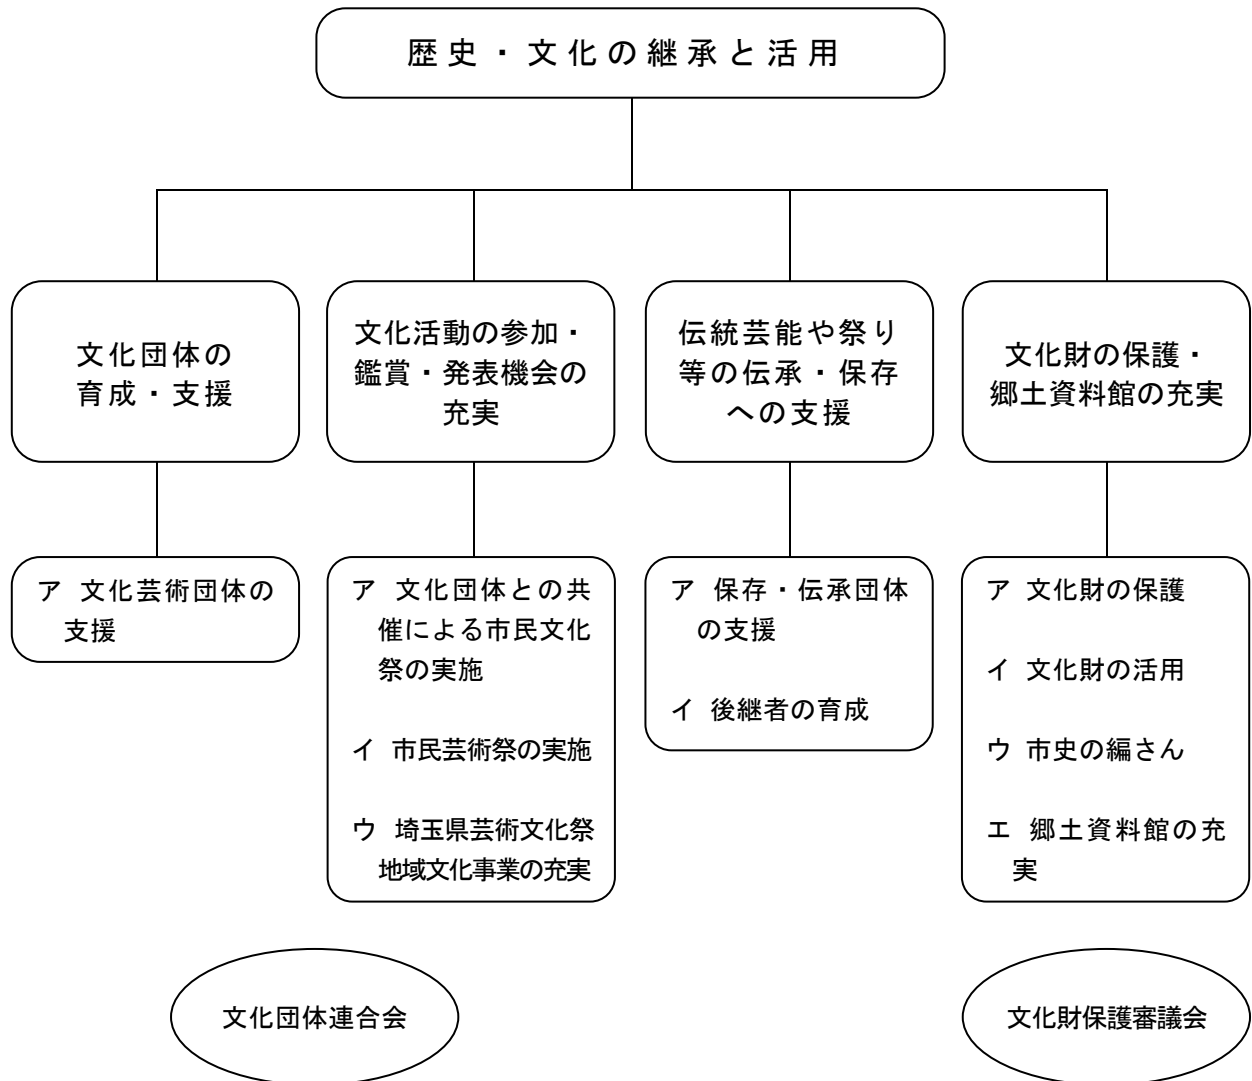 歴史・文化の継承と活用
文化団体の
育成・支援
文化活動の参加・
鑑賞・発表機会の
充実
伝統芸能や祭り
等の伝承・保存
への支援
文化財の保護・
郷土資料館の充実
ア 文化芸術団体の
支援
ア 文化団体との共
催による市民文化
祭の実施
イ 市民芸術祭の実施
ウ 埼玉県芸術文化祭
地域文化事業の充実
ア 保存・伝承団体
の支援
イ 後継者の育成
ア 文化財の保護
イ 文化財の活用
ウ 市史の編さん
エ 郷土資料館の充
実
文化団体連合会
文化財保護審議会